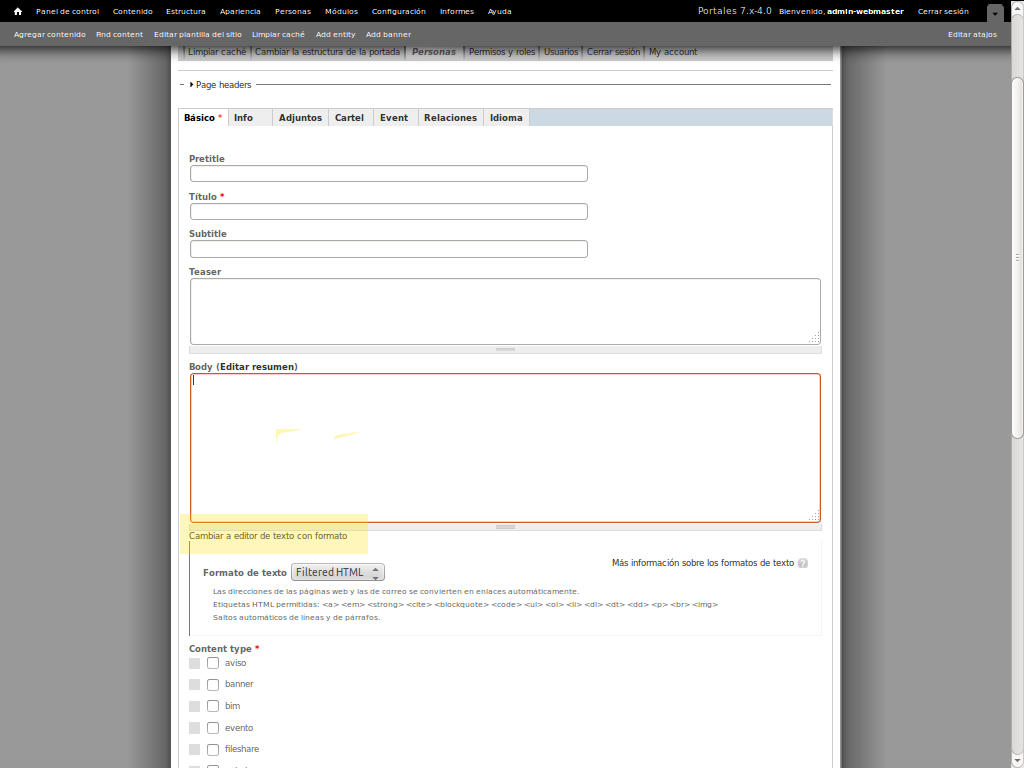 Panel de control Contenido Estructura Apariencia Personas Módulos Configuración Informes Ayuda Portales 7.x-4.0 Bienvenido, admin-webmaster Cerrar sesión
Agregar contenido Find content Editar plantilla del sitio Limpiar caché Add entity Add banner Editar atajos
Limpiar caché Cambiar la estructura de la portada Personas Permisos y roles Usuarios Cerrar sesión My account
Page headers
Básico * Info Adjuntos Cartel Event Relaciones Idioma
Pretitle
Título *
Subtitle
Teaser
Body (Editar resumen)
Cambiar a editor de texto con formato
Más información sobre los formatos de texto ?
Formato de texto Filtered HTML
Las direcciones de las páginas web y las de correo se convierten en enlaces automáticamente.
Etiquetas HTML permitidas: <a> <em> <strong> <cite> <blockquote> <code> <ul> <ol> <li> <dl> <dt> <dd> <p> <br> <img>
Saltos automáticos de líneas y de párrafos.
Content type *
aviso
banner
bim
evento
fileshare